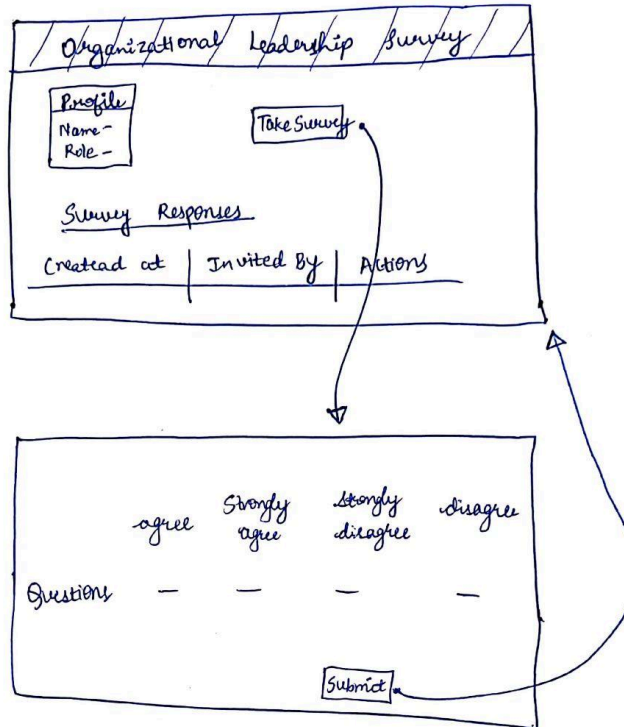 Organizational Leadership Survey
Profile
Name -
Role -
Take Survey
Survey Responses
Createad at Invited By Actions
agree Strongly agree Stongly disagree disagree
Questions — — — —
Submit